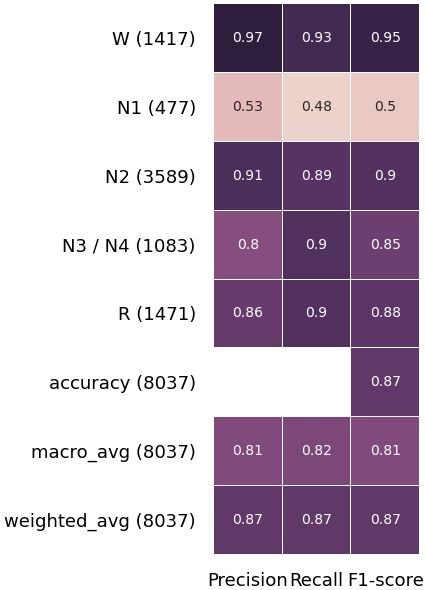 W (1417) 0.97 0.93 0.95
N1 (477) 0.53 0.48 0.5
N2 (3589) 0.91 0.89 0.9
N3 / N4 (1083) 0.8 0.9 0.85
R (1471) 0.86 0.9 0.88
accuracy (8037) 0.87
macro_avg (8037) 0.81 0.82 0.81
weighted_avg (8037) 0.87 0.87 0.87
Precision Recall F1-score